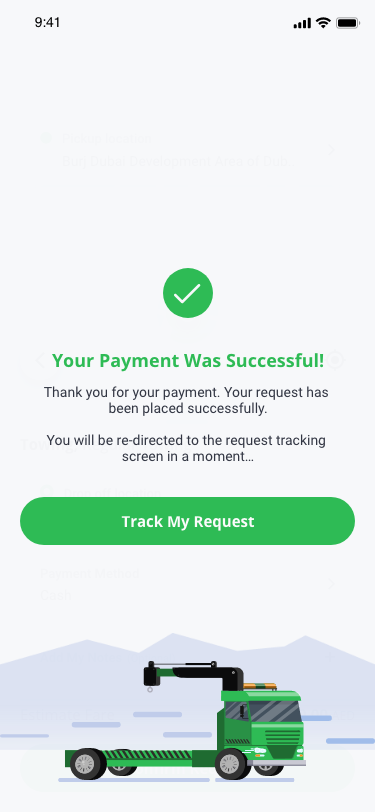 9:41
Your Payment Was Successful!
Thank you for your payment. Your request has
been placed successfully.
You will be re-directed to the request tracking
screen in a moment...
Track My Request